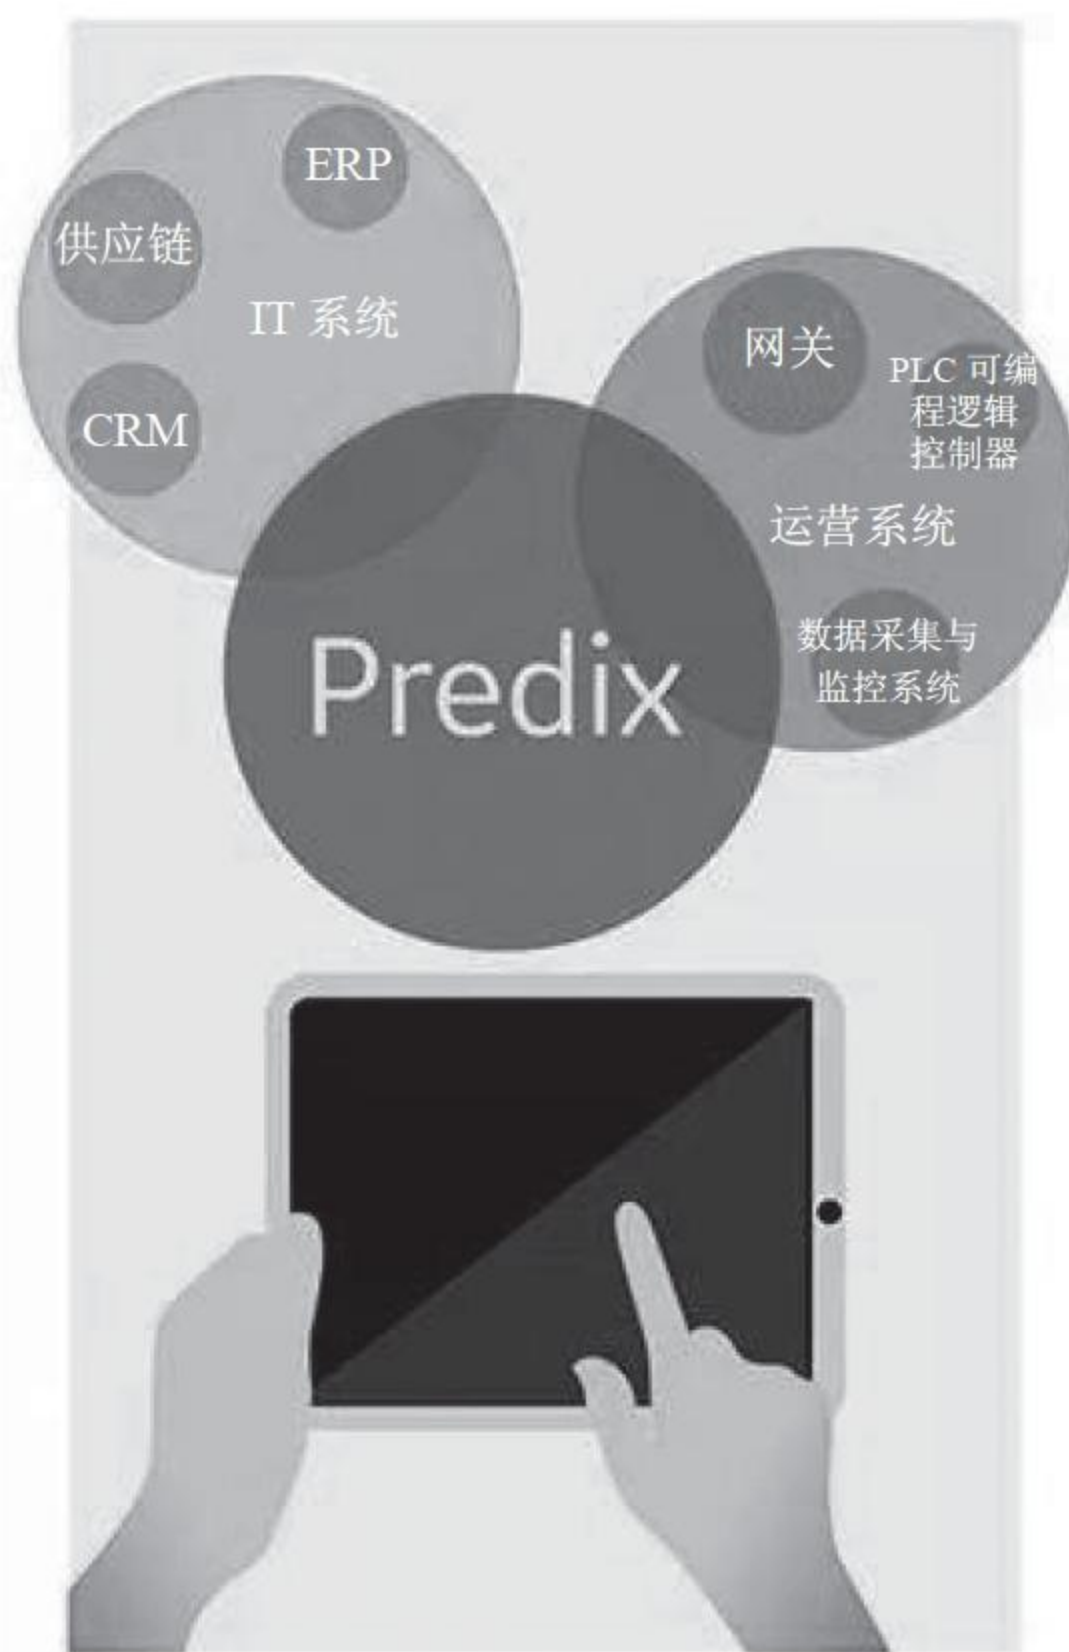 ERP
供应链
IT 系统
CRM
网关
PLC 可编
程逻辑
控制器
运营系统
数据采集与
监控系统
Predix